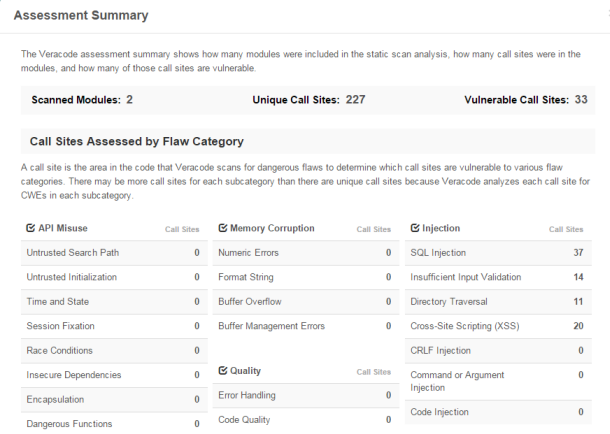 Assessment Summary
The Veracode assessment summary shows how many modules were included in the static scan analysis, how many call sites were in the
modules, and how many of those call sites are vulnerable.
Scanned Modules: 2 Unique Call Sites: 227 Vulnerable Call Sites: 33
Call Sites Assessed by Flaw Category
A call site is the area in the code that Veracode scans for dangerous flaws to determine which call sites are vulnerable to various flaw
categories. There may be more call sites for each subcategory than there are unique call sites because Veracode analyzes each call site for
CWEs in each subcategory.
API Misuse Call Sites
Untrusted Search Path 0
Untrusted Initialization 0
Time and State 0
Session Fixation 0
Race Conditions 0
Insecure Dependencies 0
Encapsulation 0
Dangerous Functions 0
Memory Corruption Call Sites
Numeric Errors 0
Format String 0
Buffer Overflow 0
Buffer Management Errors 0
Quality Call Sites
Error Handling 0
Code Quality 0
Injection Call Sites
SQL Injection 37
Insufficient Input Validation 14
Directory Traversal 11
Cross-Site Scripting (XSS) 20
CRLF Injection 0
Command or Argument 0
Injection
Code Injection 0